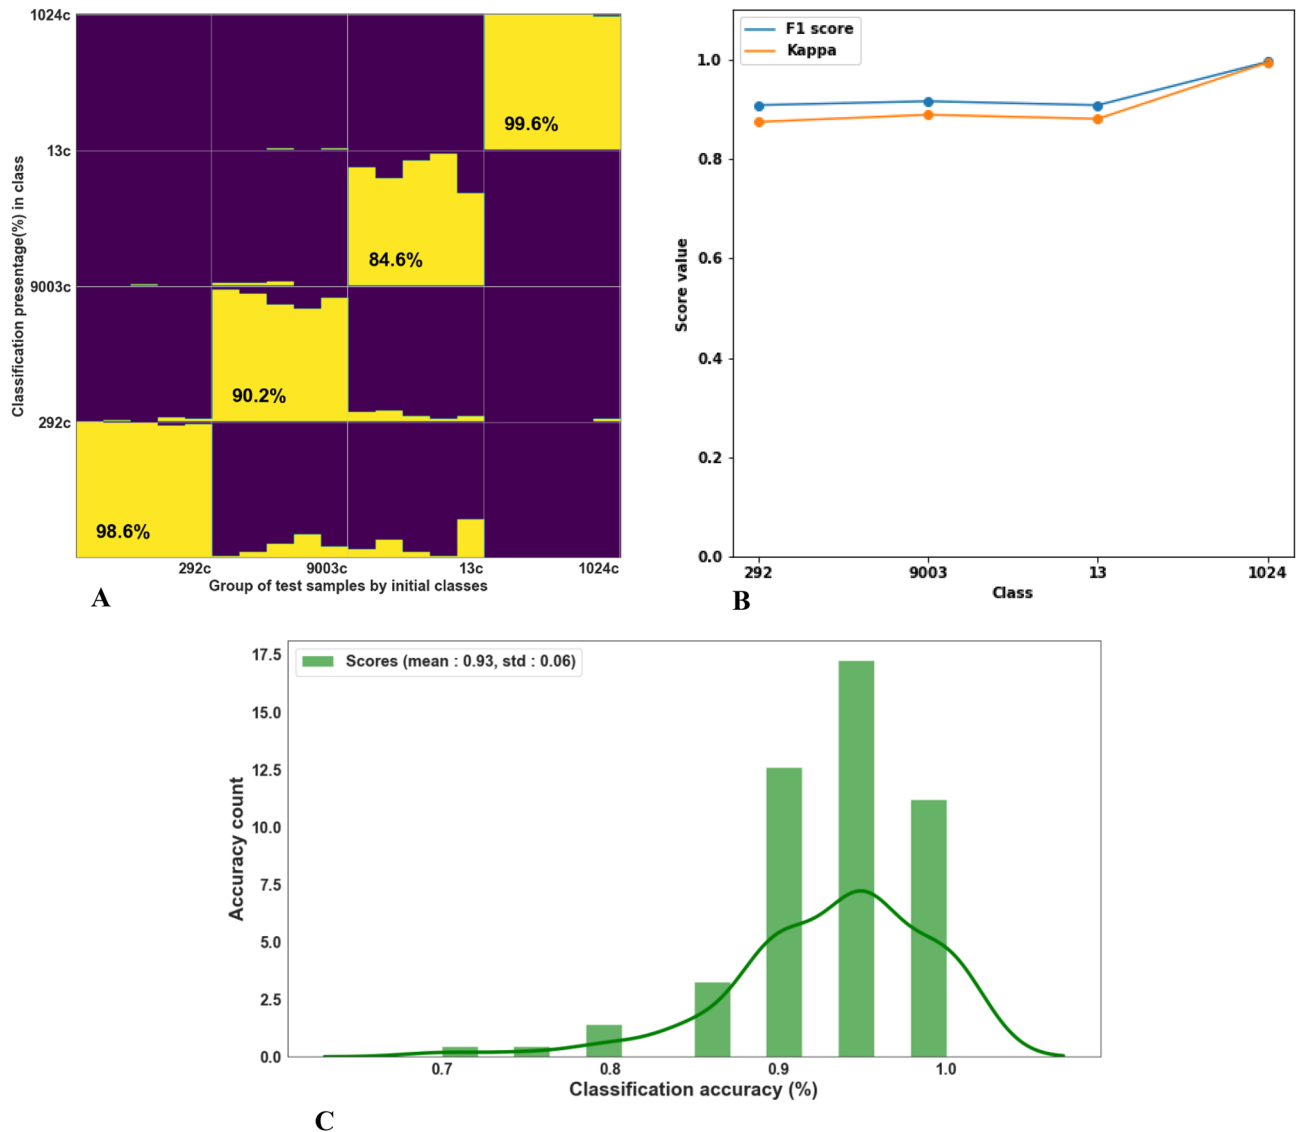 1024c
13c
9003c
292c
Classification presentage(%) in class
99.6%
84.6%
90.2%
98.6%
292c 9003c 13c 1024c
Group of test samples by initial classes
A
F1 score
Kappa
1.0
0.8
0.6
0.4
0.2
0.0
Score value
292 9003 13 1024
Class
B
Scores (mean : 0.93, std : 0.06)
17.5
15.0
12.5
10.0
7.5
5.0
2.5
0.0
Accuracy count
0.7 0.8 0.9 1.0
Classification accuracy (%)
C